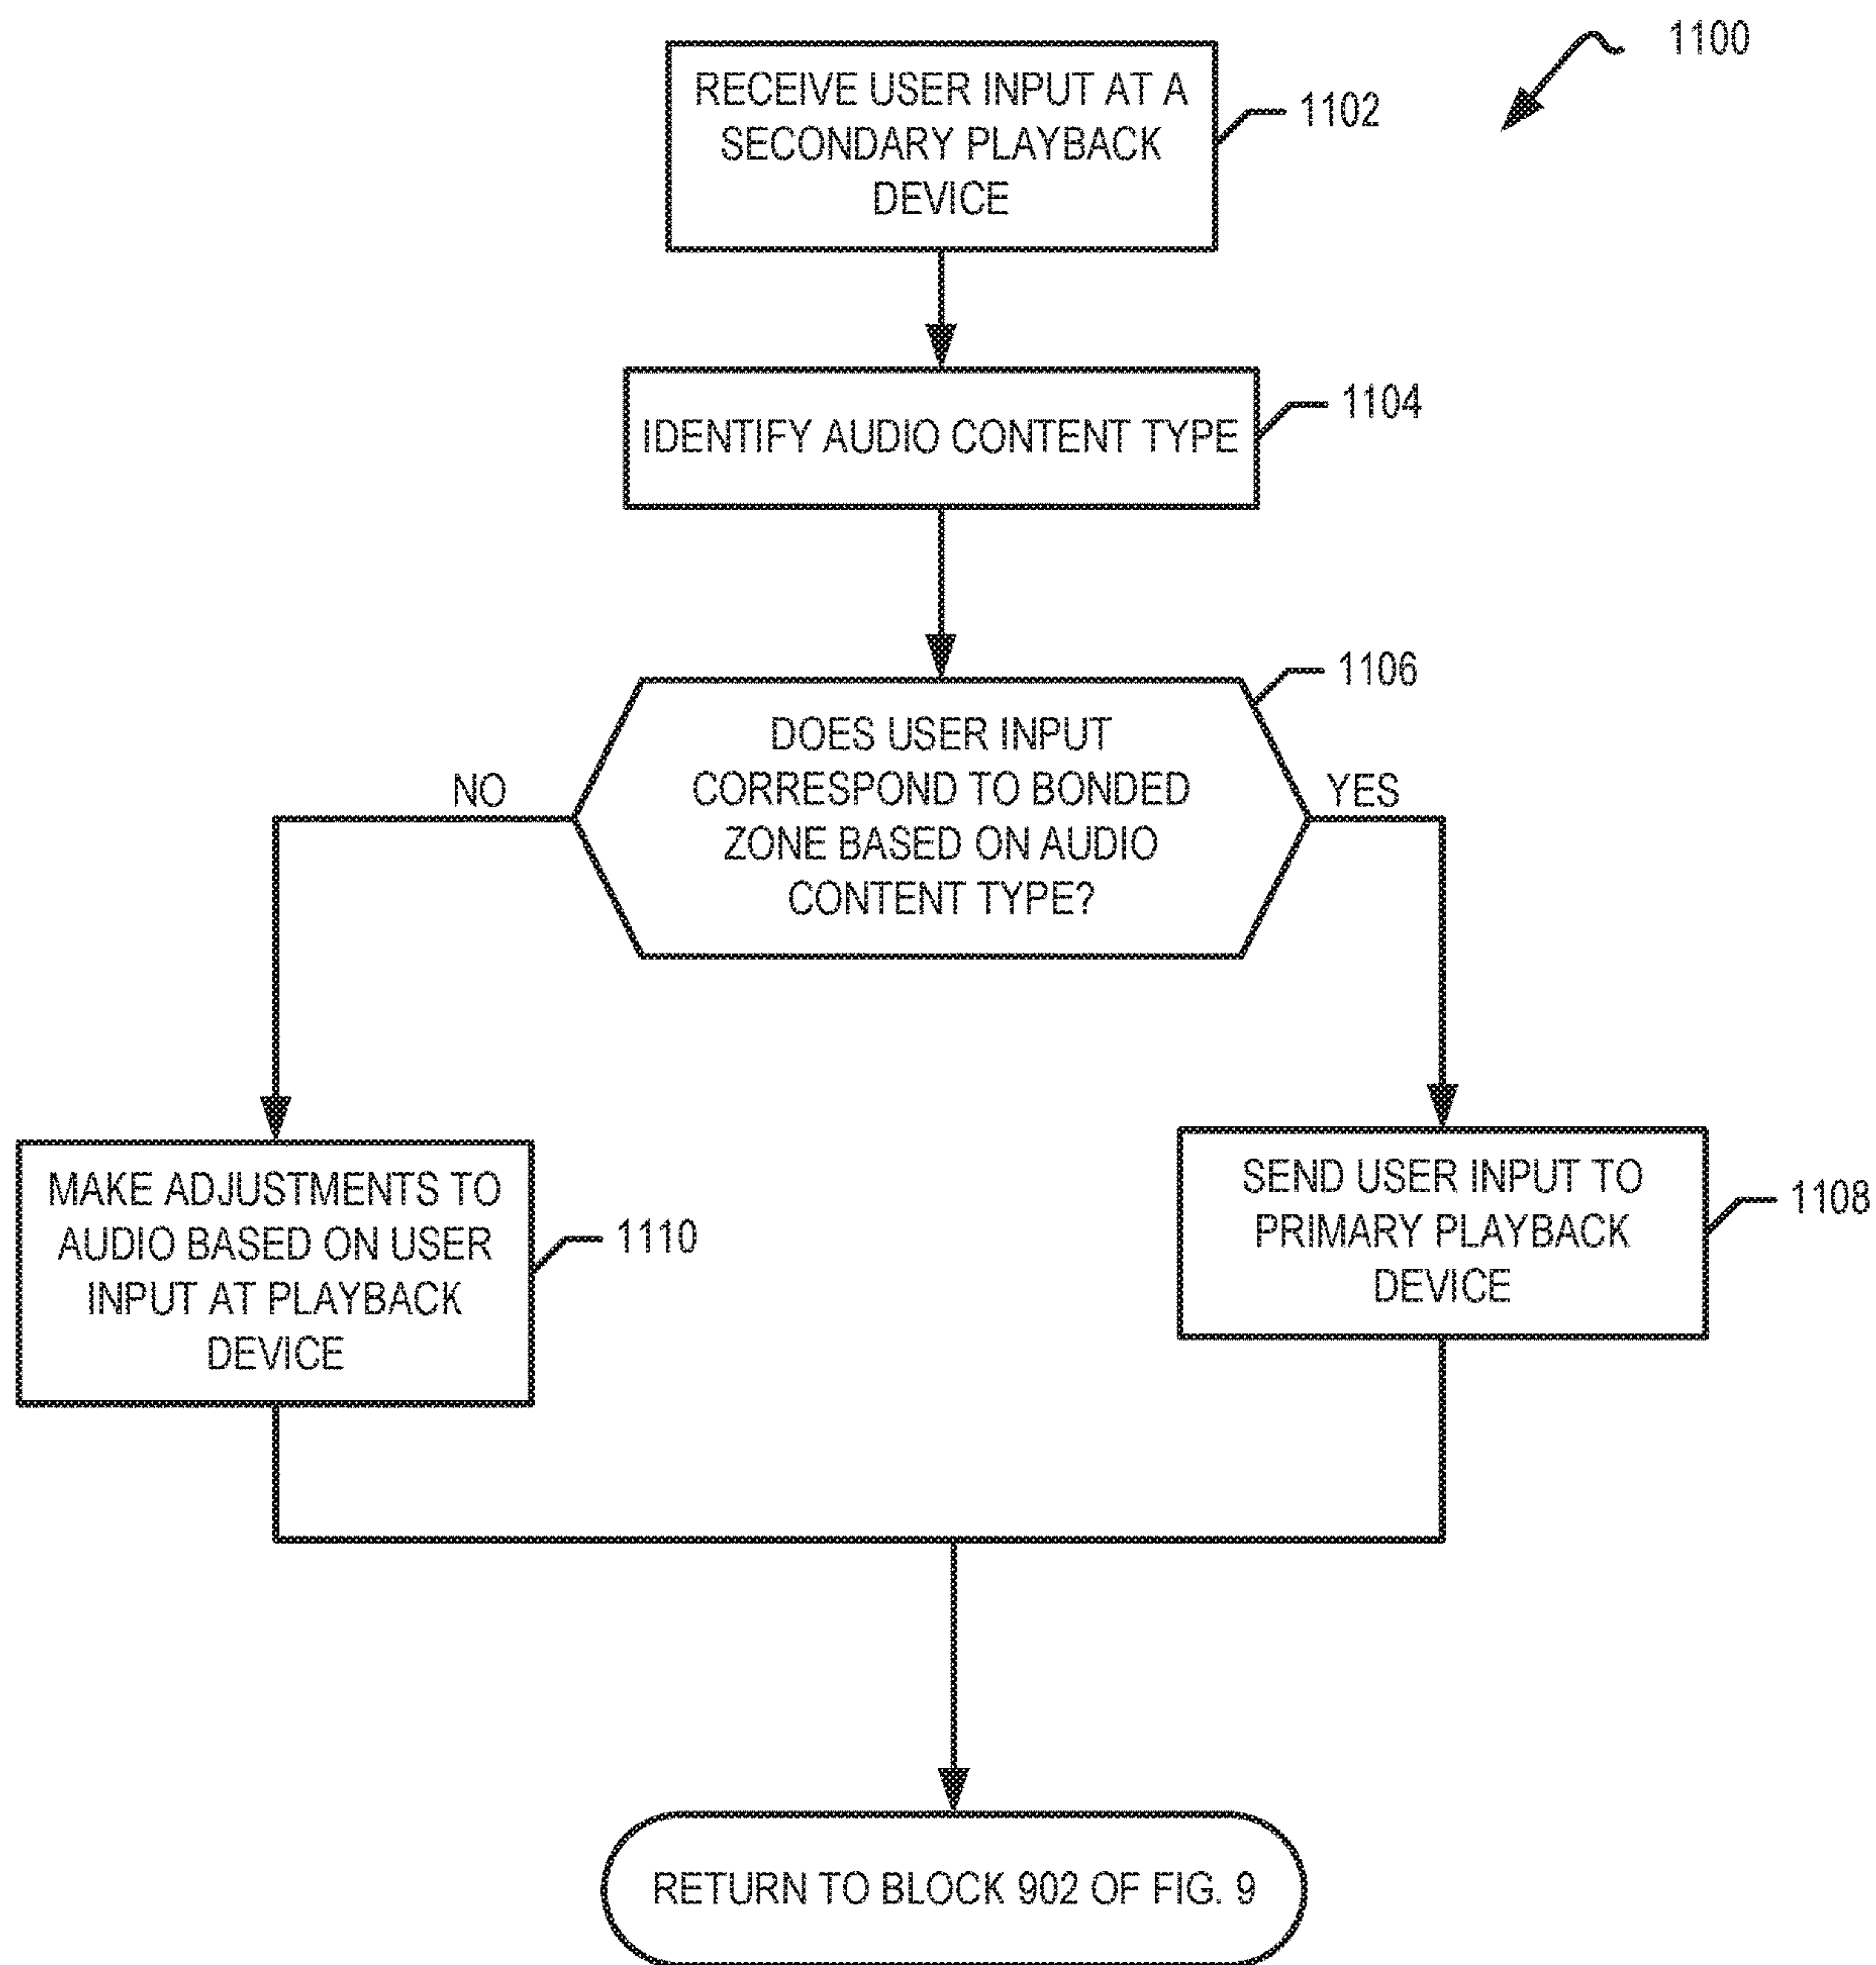 1100
RECEIVE USER INPUT AT A
SECONDARY PLAYBACK
DEVICE
1102
IDENTIFY AUDIO CONTENT TYPE
1104
DOES USER INPUT
CORRESPOND TO BONDED
ZONE BASED ON AUDIO
CONTENT TYPE?
1106
NO
YES
MAKE ADJUSTMENTS TO
AUDIO BASED ON USER
INPUT AT PLAYBACK
DEVICE
1110
SEND USER INPUT TO
PRIMARY PLAYBACK
DEVICE
1108
RETURN TO BLOCK 902 OF FIG. 9